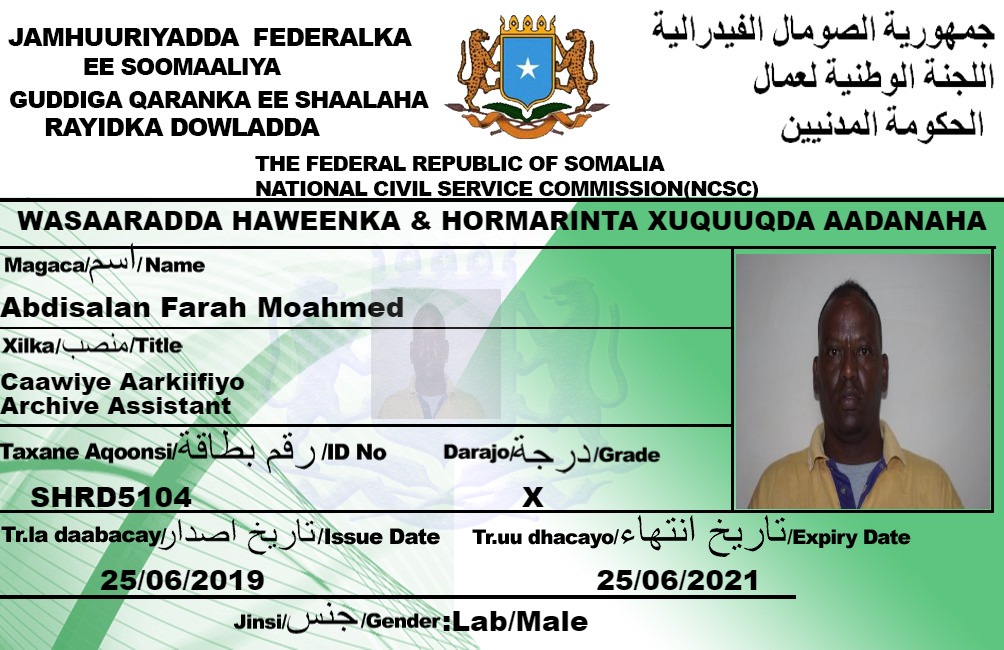 JAMHUURIYADDA FEDERALKA
EE SOOMAALIYA
GUDDIGA QARANKA EE SHAALAHA
RAYIDKA DOWLADDA
جمهورية الصومال الفيدرالية
اللجنة الوطنية لعمال
الحكومة المدنيين
THE FEDERAL REPUBLIC OF SOMALIA
NATIONAL CIVIL SERVICE COMMISSION(NCSC)
WASAARADDA HAWEENKA & HORMARINTA XUQUUQDA AADANAHA
Magaca/اسم/Name
Abdisalan Farah Moahmed
Xilka/منصب/Title
Caawiye Aarkiifiyo
Archive Assistant
Taxane Aqoonsi/رقم بطاقة/ID No
SHRD5104
Darajo/درجة/Grade
X
Tr.la daabacay/تاريخ اصدار/Issue Date
25/06/2019
Tr.uu dhacayo/تاريخ انتهاء/Expiry Date
25/06/2021
Jinsi/جنس/Gender:Lab/Male